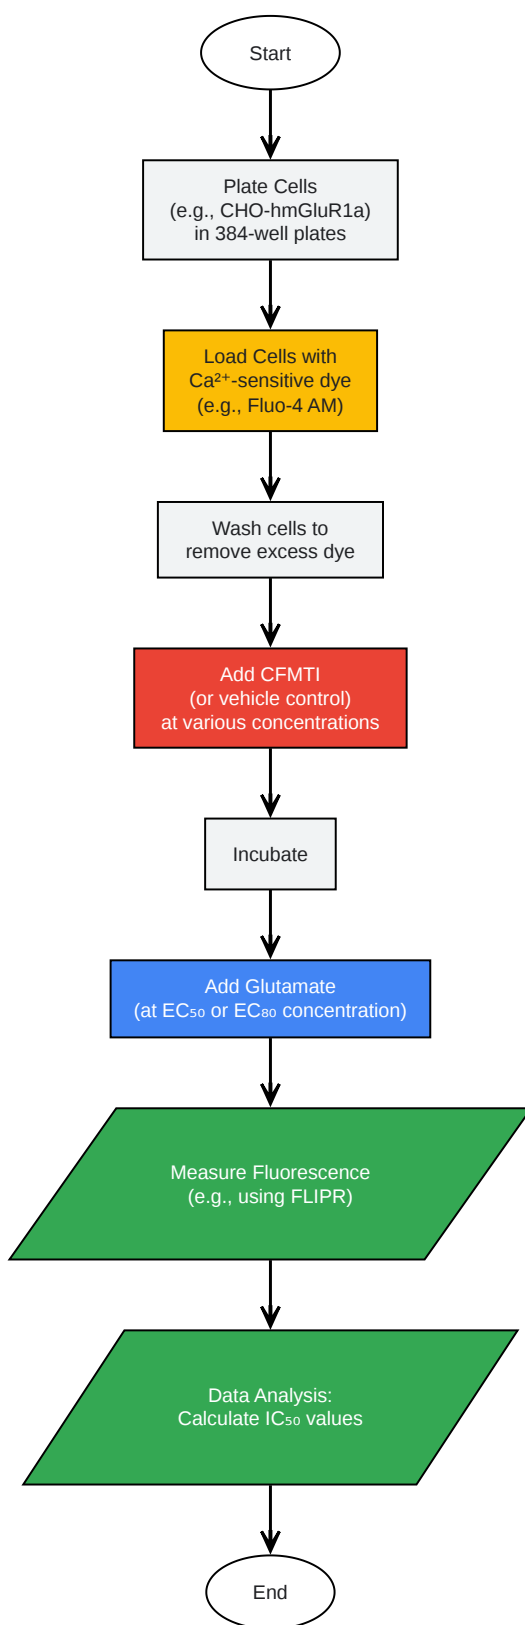 Start
Plate Cells
(e.g., CHO-hmGluR1a)
in 384-well plates
Load Cells with
Ca²⁺-sensitive dye
(e.g., Fluo-4 AM)
Wash cells to
remove excess dye
Add CFMTI
(or vehicle control)
at various concentrations
Incubate
Add Glutamate
(at EC₅₀ or EC₈₀ concentration)
Measure Fluorescence
(e.g., using FLIPR)
Data Analysis:
Calculate IC₅₀ values
End